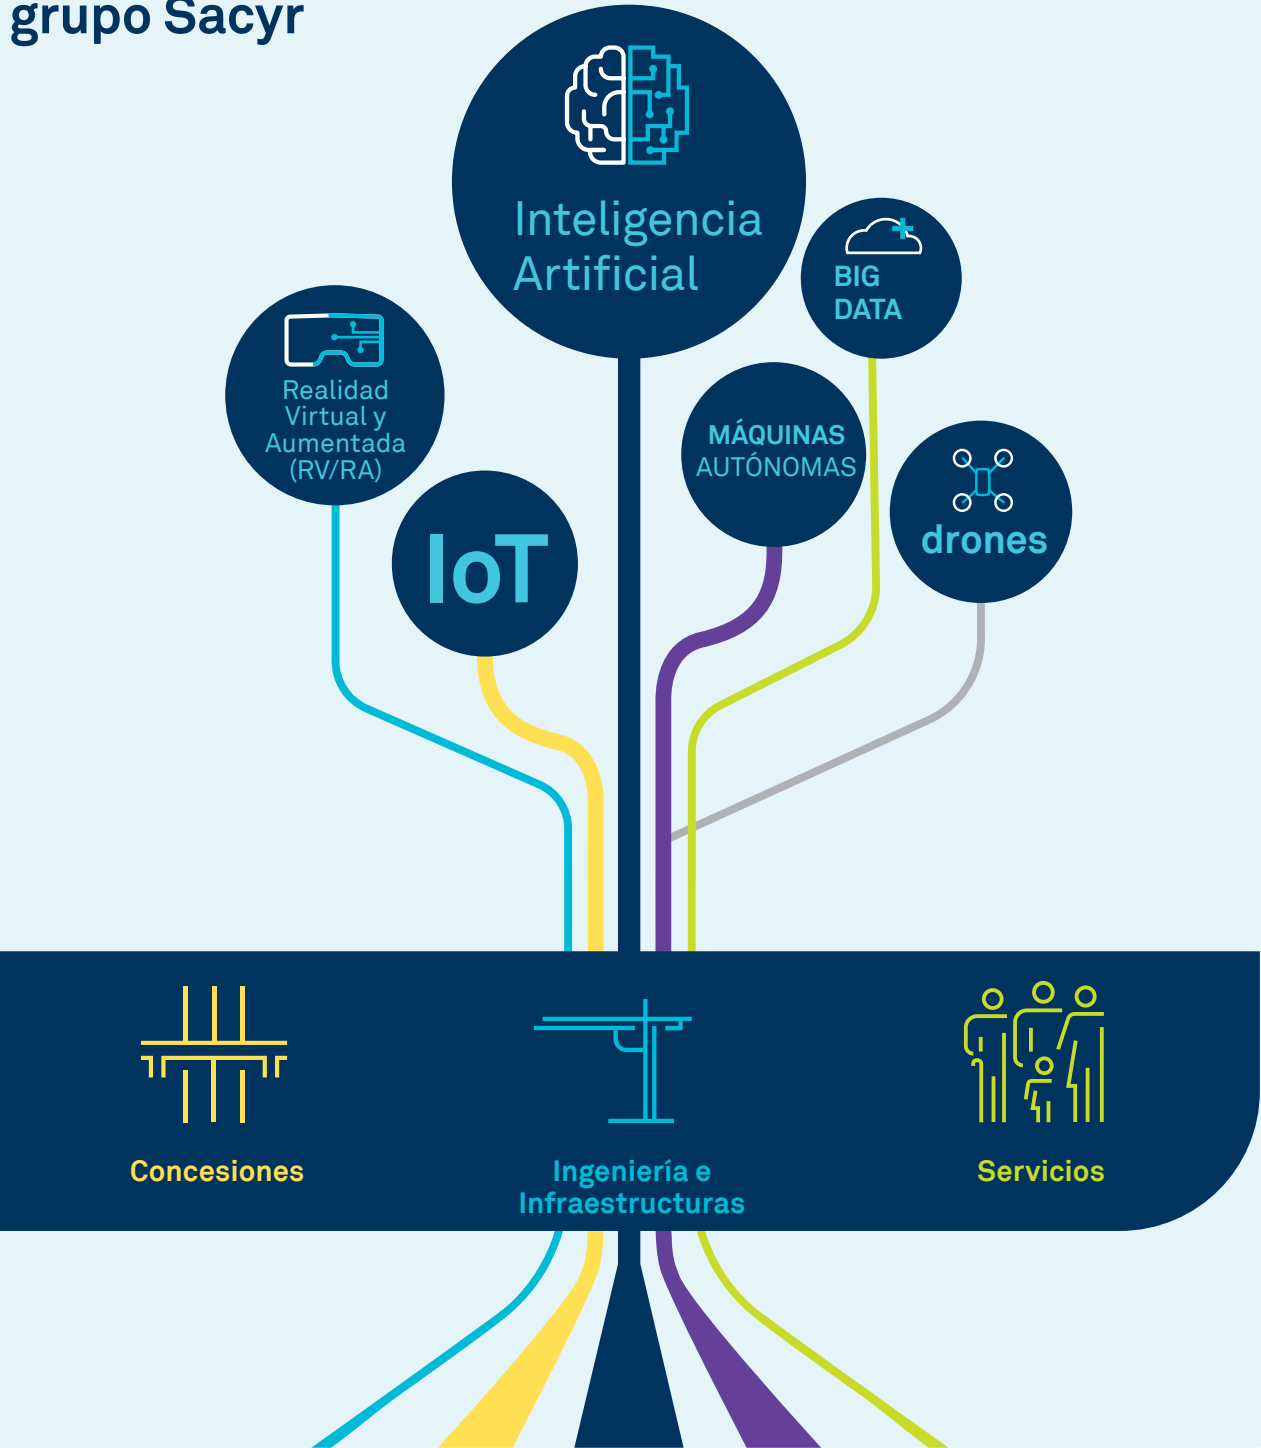 grupo Sacyr
Inteligencia
Artificial
BIG
DATA
Realidad
Virtual y
Aumentada
(RV/RA)
MÁQUINAS
AUTÓNOMAS
IoT
drones
Concesiones
Ingeniería e
Infraestructuras
Servicios